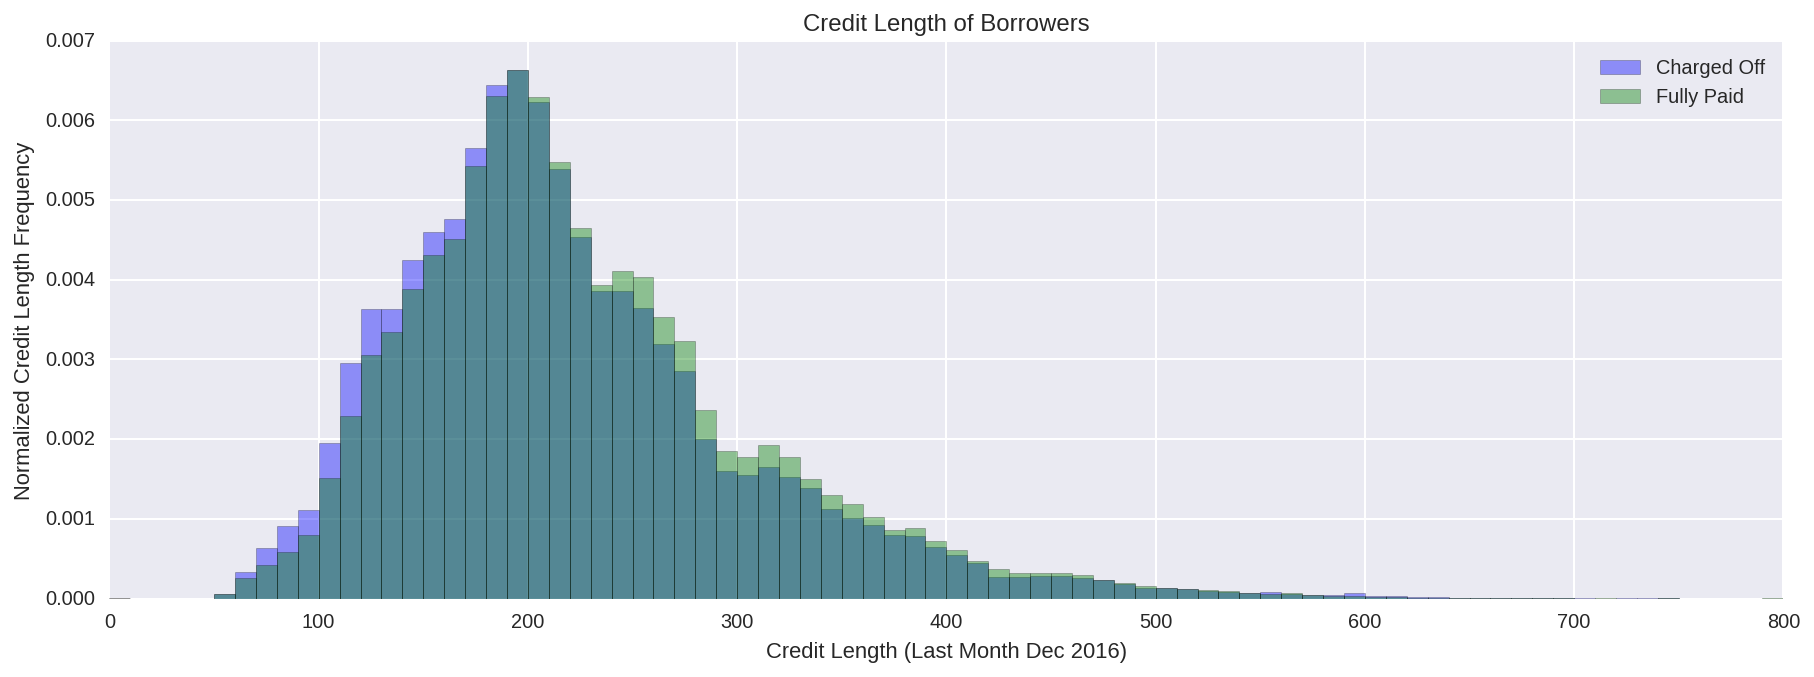 Credit Length of Borrowers
0.007
0.006
0.005
0.004
0.003
0.002
0.001
0.000
Normalized Credit Length Frequency
Charged Off
Fully Paid
0 100 200 300 400 500 600 700 800
Credit Length (Last Month Dec 2016)